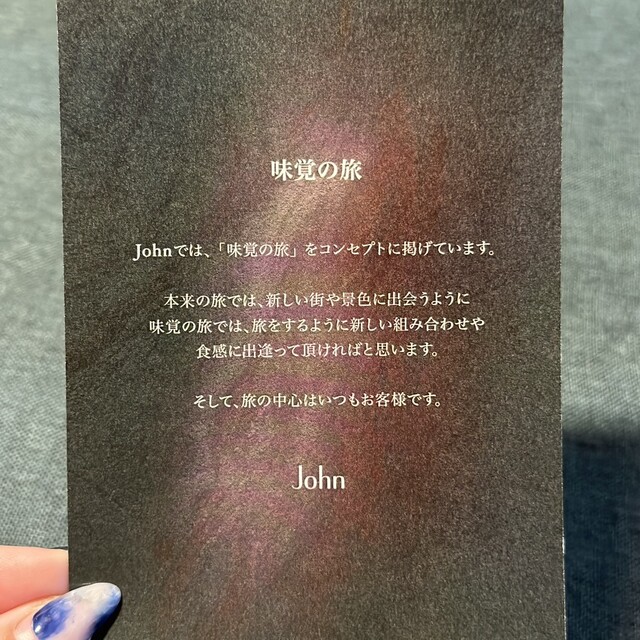 味覚の旅
Johnでは、「味覚の旅」をコンセプトに掲げています。
本来の旅では、新しい街や景色に出会うように
味覚の旅では、旅をするように新しい組み合わせや
食感に出逢って頂ければと思います。
そして、旅の中心はいつもお客様です。
John